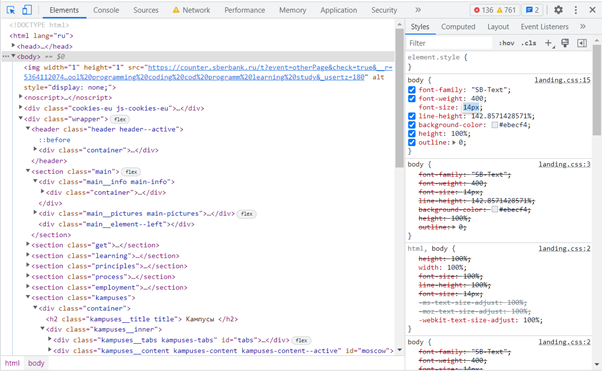 Elements Console Sources Network » 136 761 2
<!DOCTYPE html>
<html lang="ru">
<head>…</head>
<body> == $0
<img width="1" height="1" src="https://counter.sberbank.ru/t?event=otherPage&check=true&__r=
5364112074…ool%20programming%20coding%20cod%20programm%20learning%20study&_usertz=180" alt
style="display: none;">
<noscript>…</noscript>
<div class="cookies-eu js-cookies-eu">…</div>
<div class="wrapper"> flex
<header class="header header--active">
::before
<div class="container">…</div>
</header>
<section class="main"> flex
<div class="main__info main-info">
<div class="container">…</div>
</div>
<div class="main__pictures main-pictures">…</div> flex
<div class="main__element--left"></div>
</section>
<section class="get">…</section>
<section class="learning">…</section>
<section class="principles">…</section>
<section class="process">…</section>
<section class="employment">…</section>
<section class="kampuses">
<div class="container">
<h2 class="kampuses__title title"> Кампусы </h2>
<div class="kampuses__inner">
<div class="kampuses__tabs kampuses-tabs" id="tabs">…</div> flex
<div class="kampuses__content kampuses-content kampuses-content--active" id="moscow">
html body
Styles Computed Layout Event Listeners »
Filter :hov .cls
element.style {
}
body { landing.css:15
font-family: "SB-Text";
font-weight: 400;
font-size: 14px;
line-height: 142.8571428571%;
background-color: #ebecf4;
height: 100%;
outline: 0;
}
body { landing.css:3
font-family: "SB-Text";
font-weight: 400;
font-size: 14px;
line-height: 142.8571428571%;
background-color: #ebecf4;
height: 100%;
outline: 0;
}
html, body { landing.css:2
height: 100%;
width: 100%;
font-size: 100%;
line-height: 100%;
font-size: 14px;
-ms-text-size-adjust: 100%;
-moz-text-size-adjust: 100%;
-webkit-text-size-adjust: 100%;
}
body { landing.css:2
font-family: "SB-Text";
font-weight: 400;
font-size: 14px;